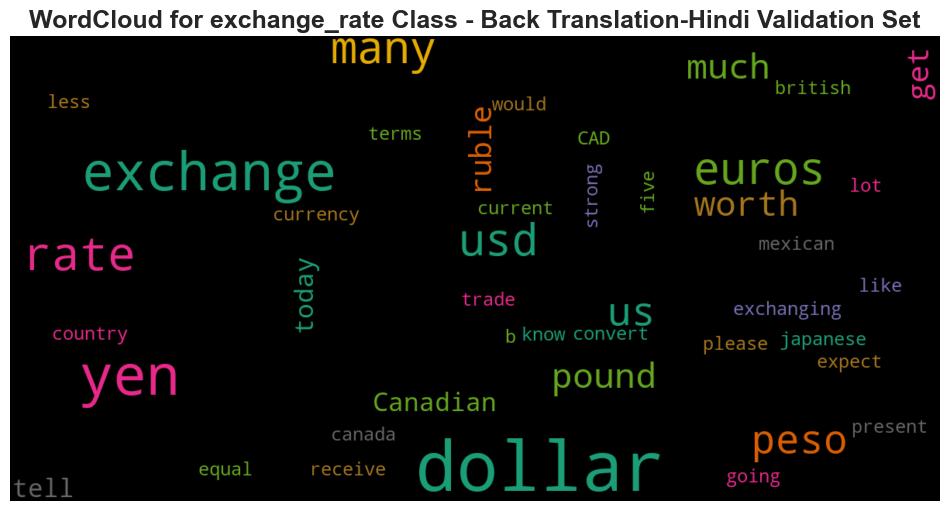 WordCloud for exchange_rate Class - Back Translation-Hindi Validation Set
many
much
get
british
less
would
ruble
terms
CAD
exchange
euros
strong
five
lot
worth
currency
current
rate
usd
mexican
today
like
trade
us
exchanging
country
b
know
convert
please
japanese
expect
yen
pound
Canadian
canada
peso
present
dollar
equal
receive
going
tell